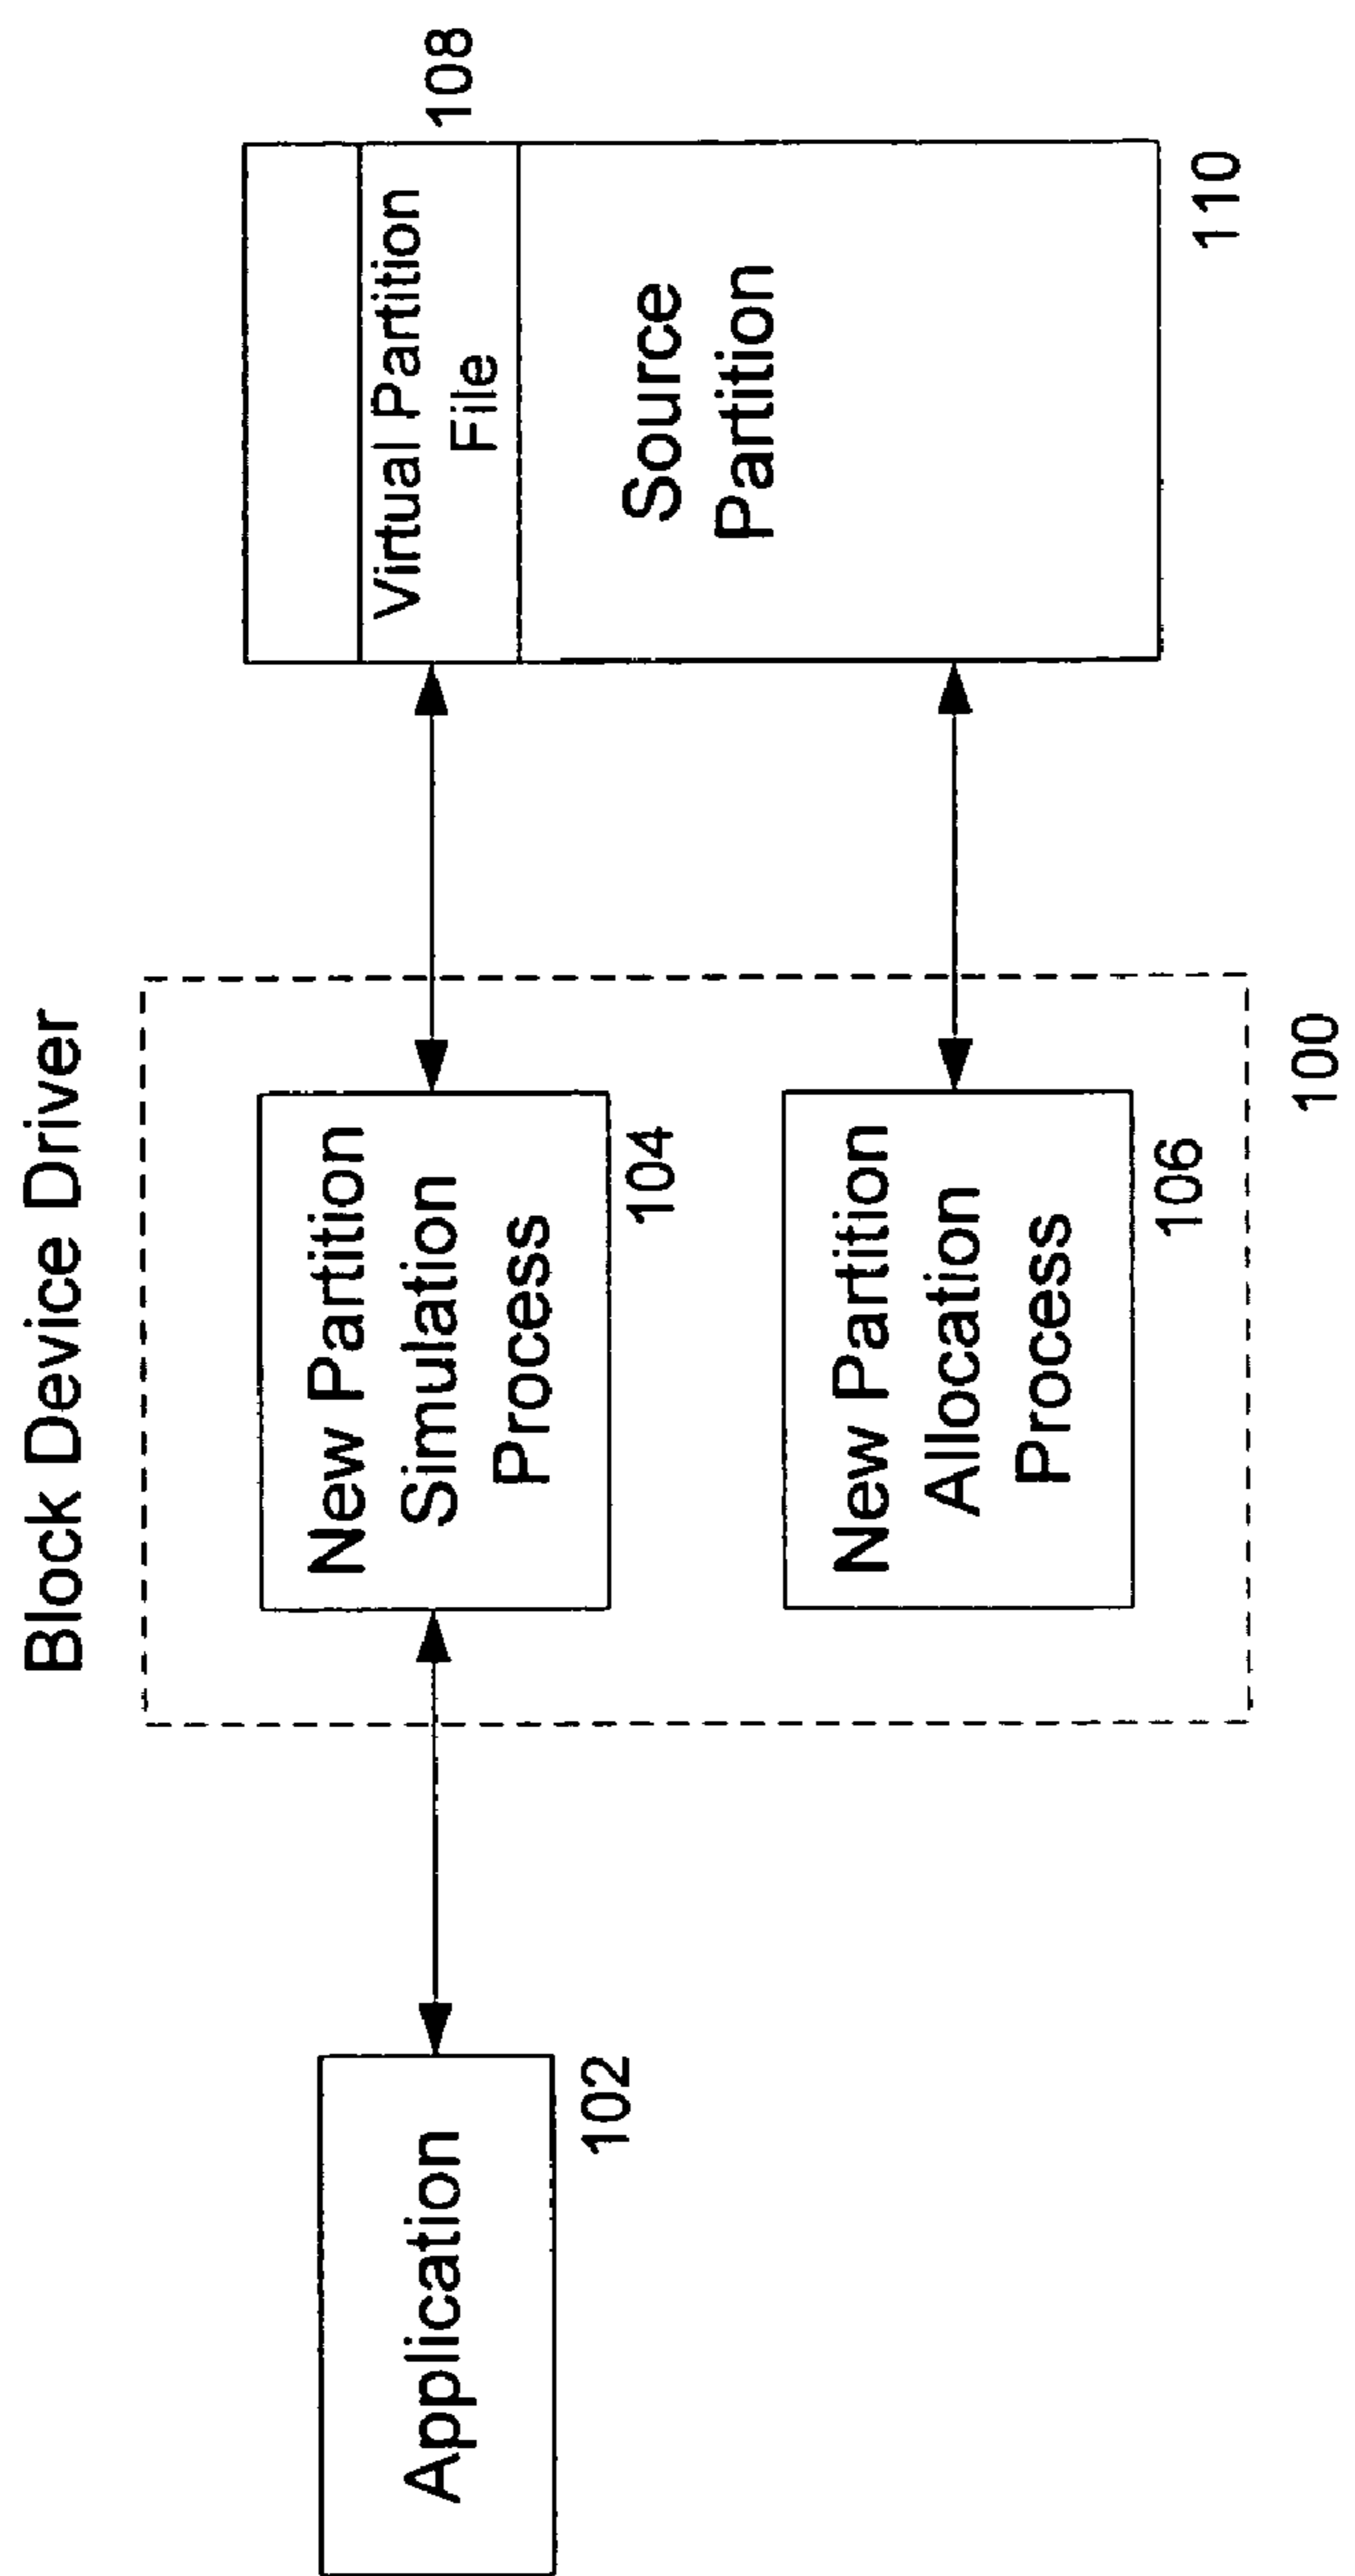 Block Device Driver
Application
102
New Partition
Simulation
Process
104
New Partition
Allocation
Process
106
100
Virtual Partition
File
108
Source
Partition
110